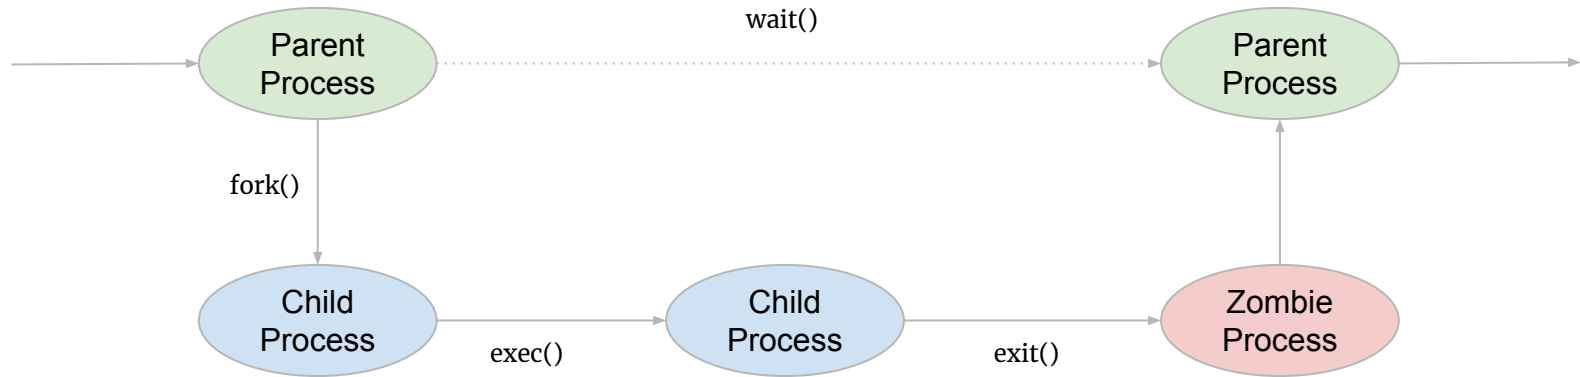 wait()
Parent
Process
Parent
Process
fork()
Child
Process
exec()
Child
Process
exit()
Zombie
Process